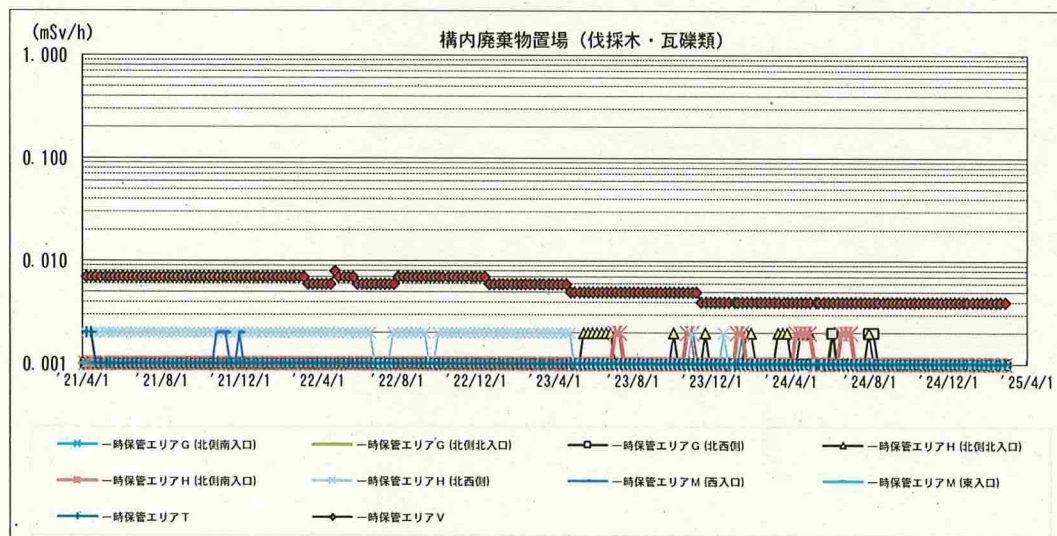 (mSv/h)
構内廃棄物置場（伐採木・瓦礫類）
1.000
0.100
0.010
0.001
'21/4/1 '21/8/1 '21/12/1 '22/4/1 '22/8/1 '22/12/1 '23/4/1 '23/8/1 '23/12/1 '24/4/1 '24/8/1 '24/12/1 '25/4/1
一時保管エリアG (北側南入口) 一時保管エリアG (北側北入口) 一時保管エリアG (北西側) 一時保管エリアH (北側北入口)
一時保管エリアH (北側南入口) 一時保管エリアH (北西側) 一時保管エリアM (西入口) 一時保管エリアM (東入口)
一時保管エリアT 一時保管エリアV